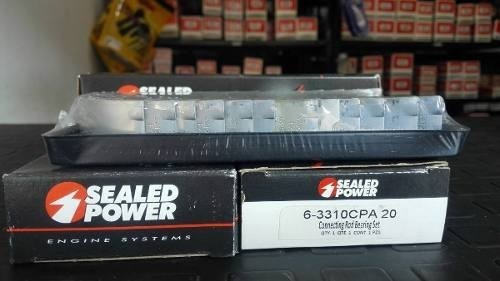 SEALED
SEALED
POWER
ENGINE SYSTEMS
SEALED
POWER
6-3310CPA 20
Connecting Rod Bearing Set